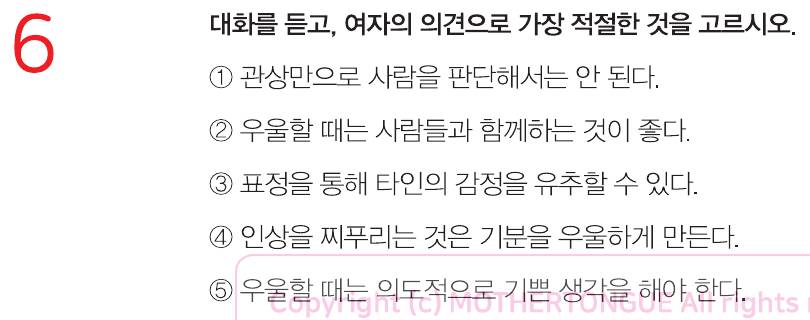 6
대화를 듣고, 여자의 의견으로 가장 적절한 것을 고르시오.
① 관상만으로 사람을 판단해서는 안 된다.
② 우울할 때는 사람들과 함께하는 것이 좋다.
③ 표정을 통해 타인의 감정을 유추할 수 있다.
④ 인상을 찌푸리는 것은 기분을 우울하게 만든다.
⑤ 우울할 때는 의도적으로 기쁜 생각을 해야 한다.
Copyright (c) MOTHERTONGUE All rights